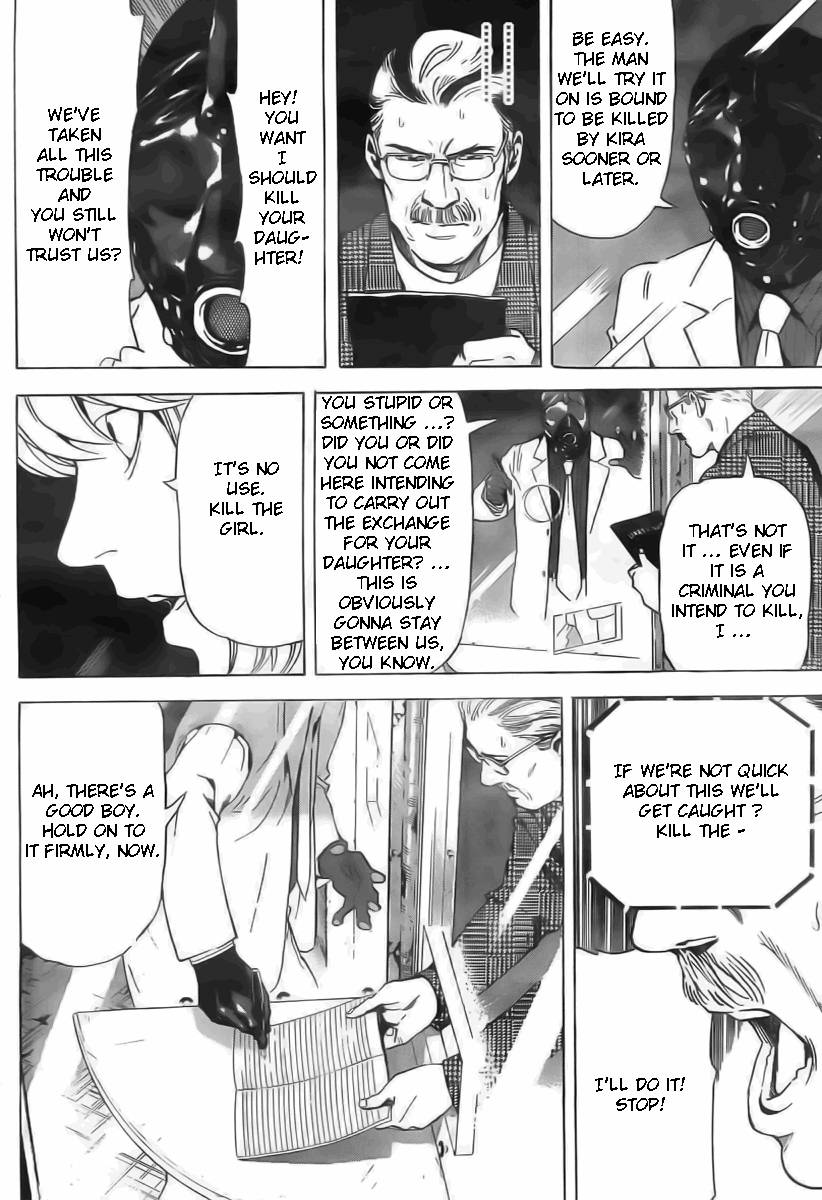 BE EASY.
THE MAN
WE'LL TRY IT
ON IS BOUND
TO BE KILLED
BY KIRA
SOONER OR
LATER.
!!
HEY!
YOU
WANT
I
SHOULD
KILL
YOUR
DAUG-
HTER!
WE'VE
TAKEN
ALL THIS
TROUBLE
AND
YOU STILL
WON'T
TRUST US?
THAT'S NOT
IT ... EVEN IF
IT IS A
CRIMINAL YOU
INTEND TO KILL,
I ...
YOU STUPID OR
SOMETHING ...?
DID YOU OR DID
YOU NOT COME
HERE INTENDING
TO CARRY OUT
THE EXCHANGE
FOR YOUR
DAUGHTER? ...
THIS IS
OBVIOUSLY
GONNA STAY
BETWEEN US,
YOU KNOW.
IT'S NO
USE.
KILL THE
GIRL.
IF WE'RE NOT QUICK
ABOUT THIS WE'LL
GET CAUGHT ?
KILL THE -
I'LL DO IT!
STOP!
AH, THERE'S A
GOOD BOY.
HOLD ON TO
IT FIRMLY, NOW.